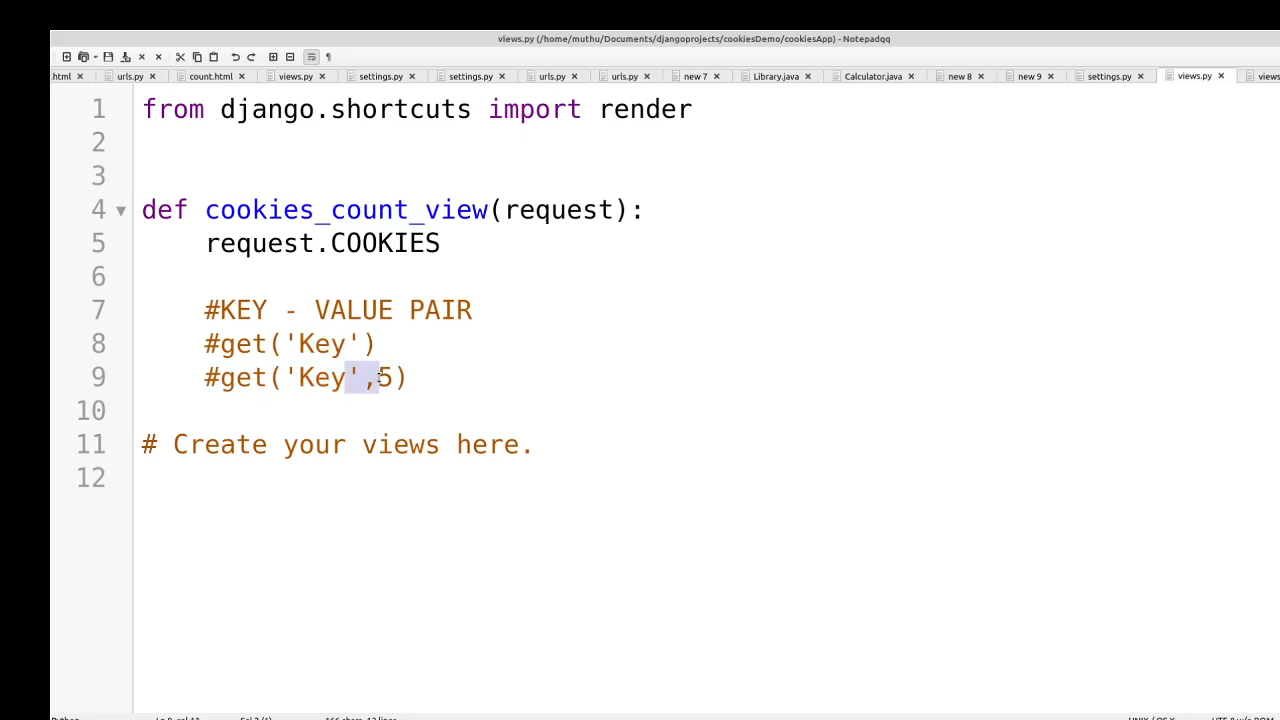 views.py (/home/muthu/Documents/djangoprojects/cookiesDemo/cookiesApp) - Notepadqq
html urls.py count.html views.py settings.py settings.py urls.py urls.py new 7 Library.java Calculator.java new 8 new 9 settings.py views.py views
1 from django.shortcuts import render
2
3
4 def cookies_count_view(request):
5 request.COOKIES
6
7 #KEY - VALUE PAIR
8 #get('Key')
9 #get('Key',5)
10
11 # Create your views here.
12